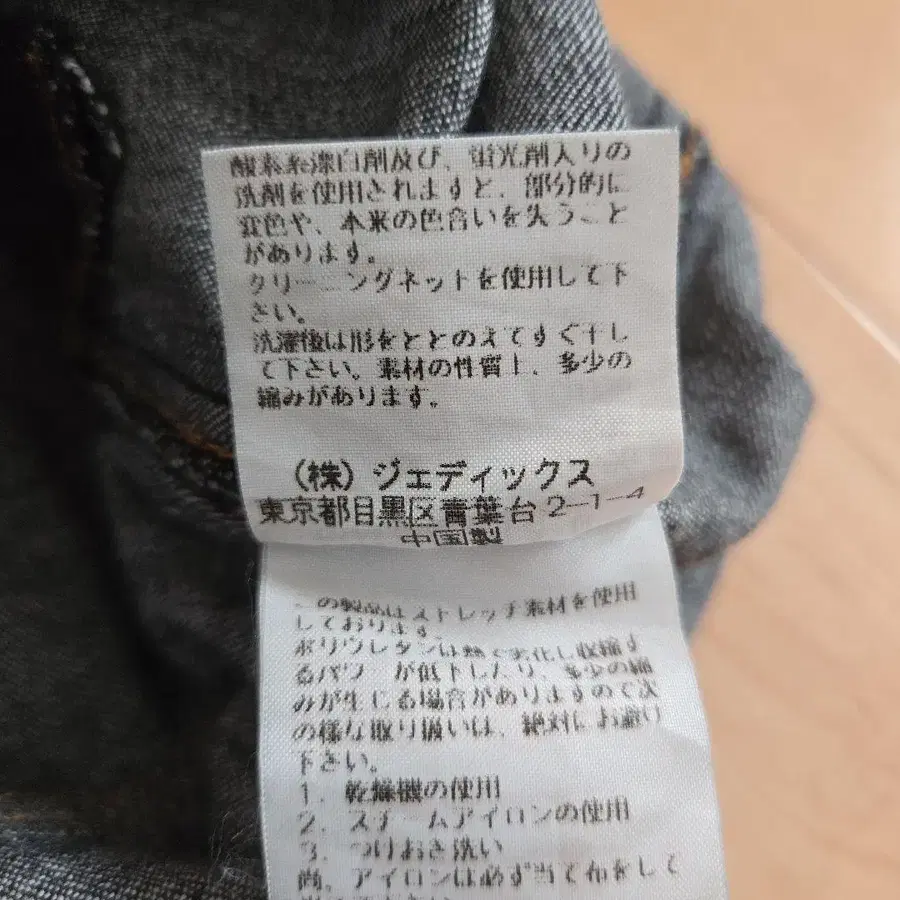 酸素系漂白剤及び、蛍光剤入りの
洗剤を使用されますと、部分的に
変色や、本来の色合いを失うこと
があります。
クリーニングネットを使用して下
さい。
洗濯後は形をととのえてすぐ干し
て下さい。素材の性質上、多少の
縮みがあります。
(株)ジェディックス
東京都目黒区青葉台2-1-4
中国製
この製品はストレッチ素材を使用
しております。
ポリウレタンは熱で劣化し収縮す
るパワーが低下したり、多少の縮
みが生じる場合がありますので次
の様な取り扱いは、絶対にお避け
下さい。
1. 乾燥機の使用
2. スチームアイロンの使用
3. つけおき洗い
尚、アイロンは必ず当て布をして